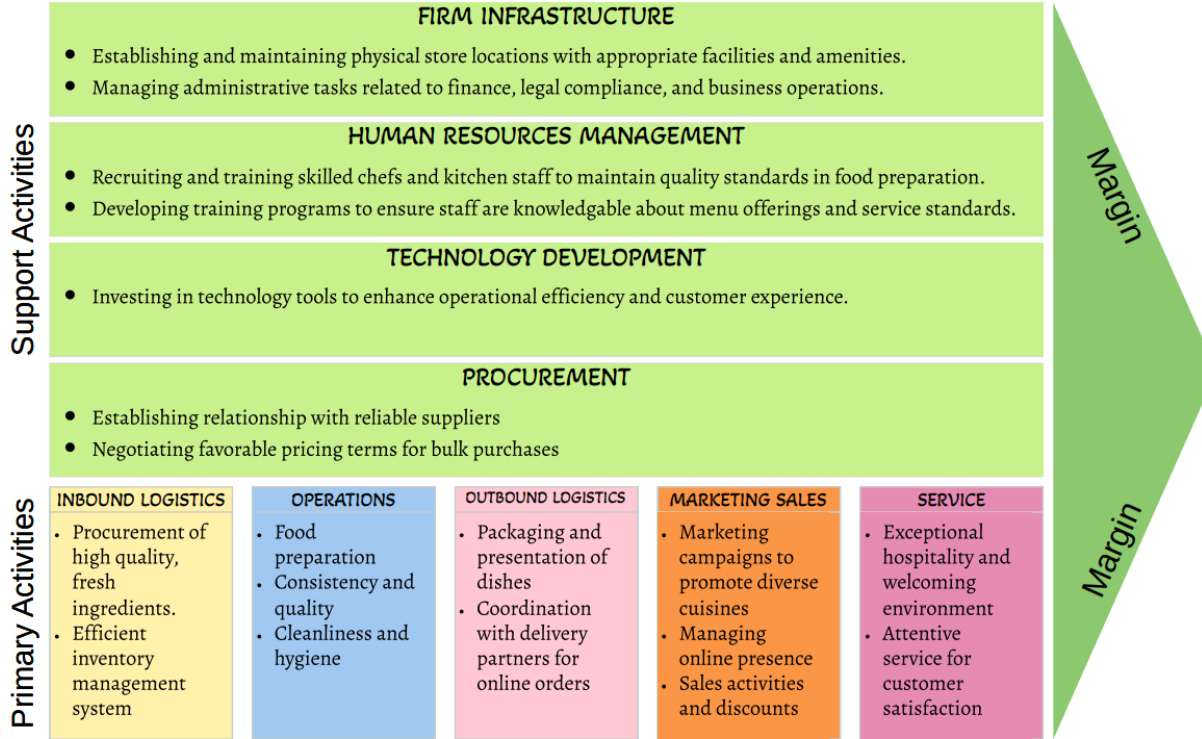 FIRM INFRASTRUCTURE
• Establishing and maintaining physical store locations with appropriate facilities and amenities.
• Managing administrative tasks related to finance, legal compliance, and business operations.
HUMAN RESOURCES MANAGEMENT
• Recruiting and training skilled chefs and kitchen staff to maintain quality standards in food preparation.
• Developing training programs to ensure staff are knowledgable about menu offerings and service standards.
TECHNOLOGY DEVELOPMENT
• Investing in technology tools to enhance operational efficiency and customer experience.
PROCUREMENT
• Establishing relationship with reliable suppliers
• Negotiating favorable pricing terms for bulk purchases
Support Activities
Margin
Primary Activities
INBOUND LOGISTICS
• Procurement of
high quality,
fresh
ingredients.
• Efficient
inventory
management
system
OPERATIONS
• Food
preparation
• Consistency and
quality
• Cleanliness and
hygiene
OUTBOUND LOGISTICS
• Packaging and
presentation of
dishes
• Coordination
with delivery
partners for
online orders
MARKETING SALES
• Marketing
campaigns to
promote diverse
cuisines
• Managing
online presence
• Sales activities
and discounts
SERVICE
• Exceptional
hospitality and
welcoming
environment
• Attentive
service for
customer
satisfaction
Margin